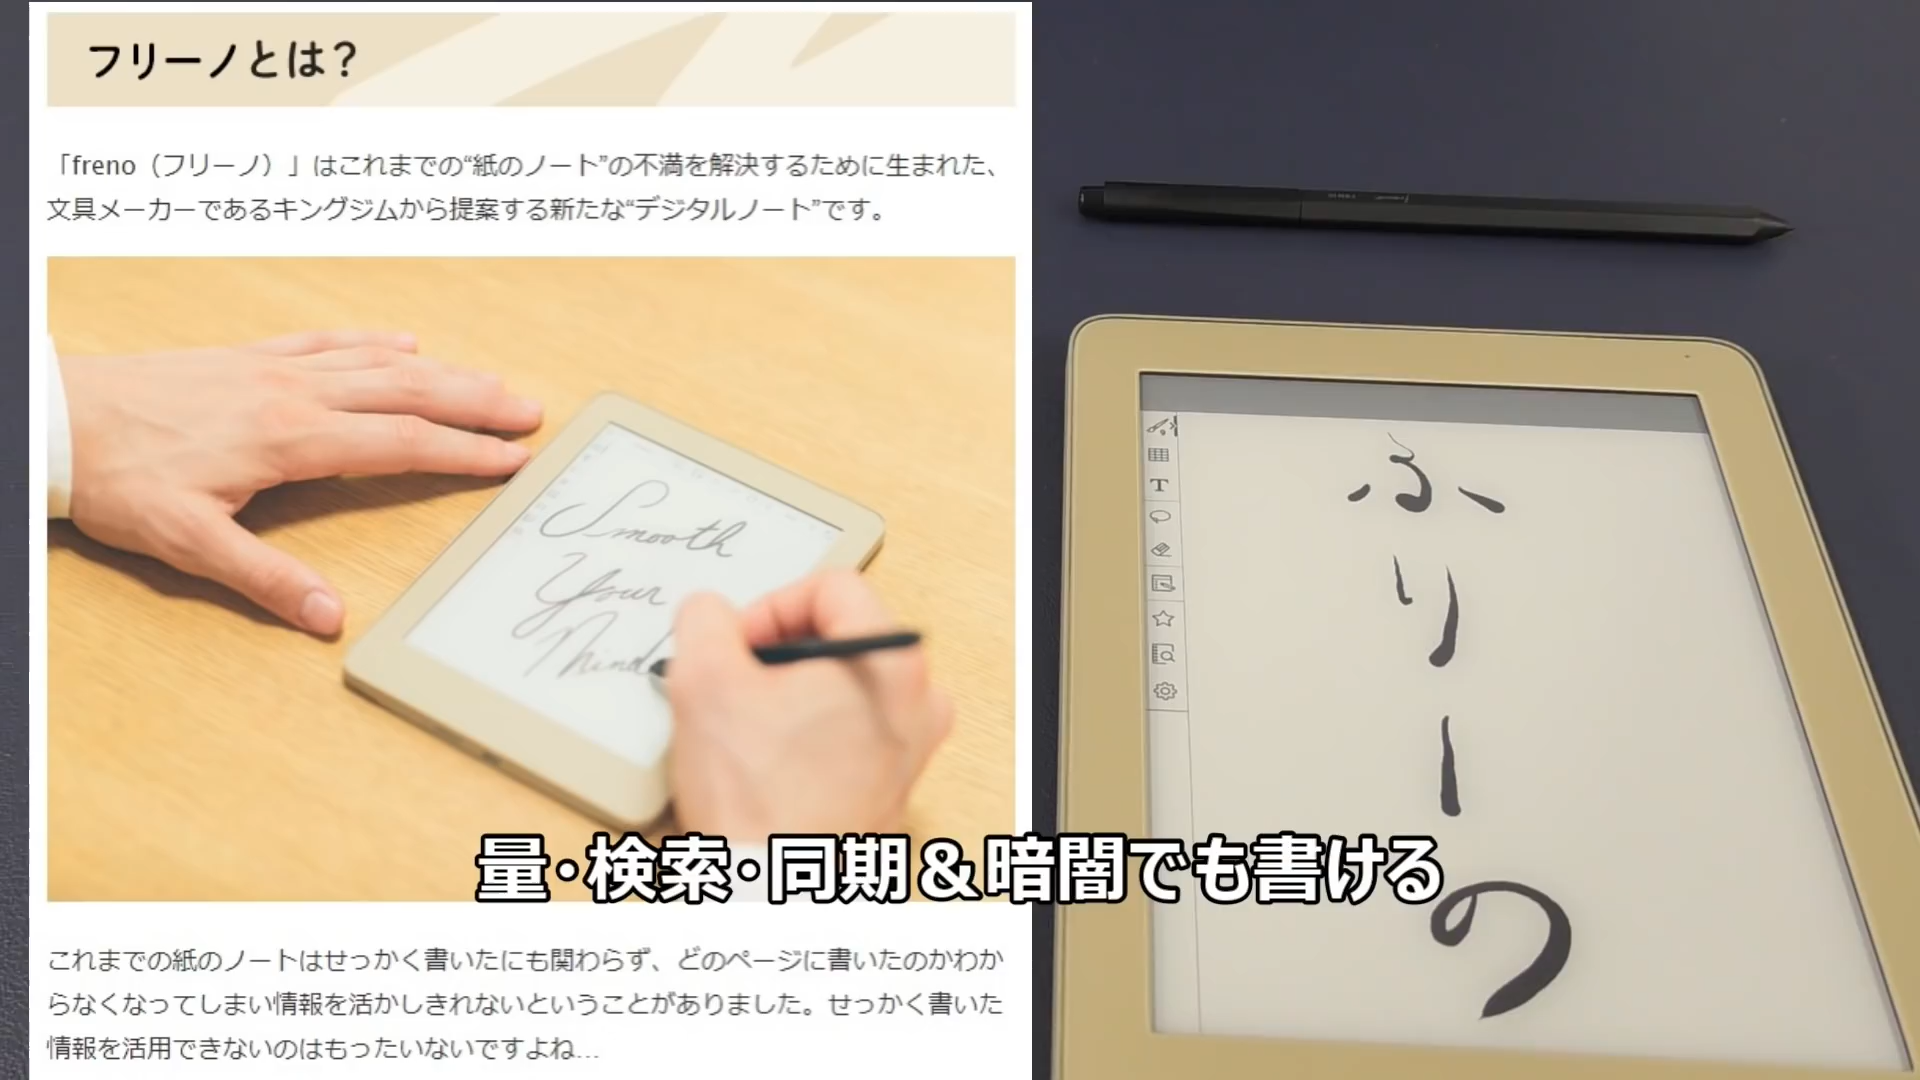 フリーノとは？
「freno（フリーノ）」はこれまでの“紙のノート”の不満を解決するために生まれた、
文具メーカーであるキングジムから提案する新たな“デジタルノート”です。
Smooth
Your
Mind
量・検索・同期＆暗闇でも書ける
これまでの紙のノートはせっかく書いたにも関わらず、どのページに書いたのかわか
らなくなってしまい情報を活かしきれないということがありました。せっかく書いた
情報を活用できないのはもったいないですよね…
T
ふりーの